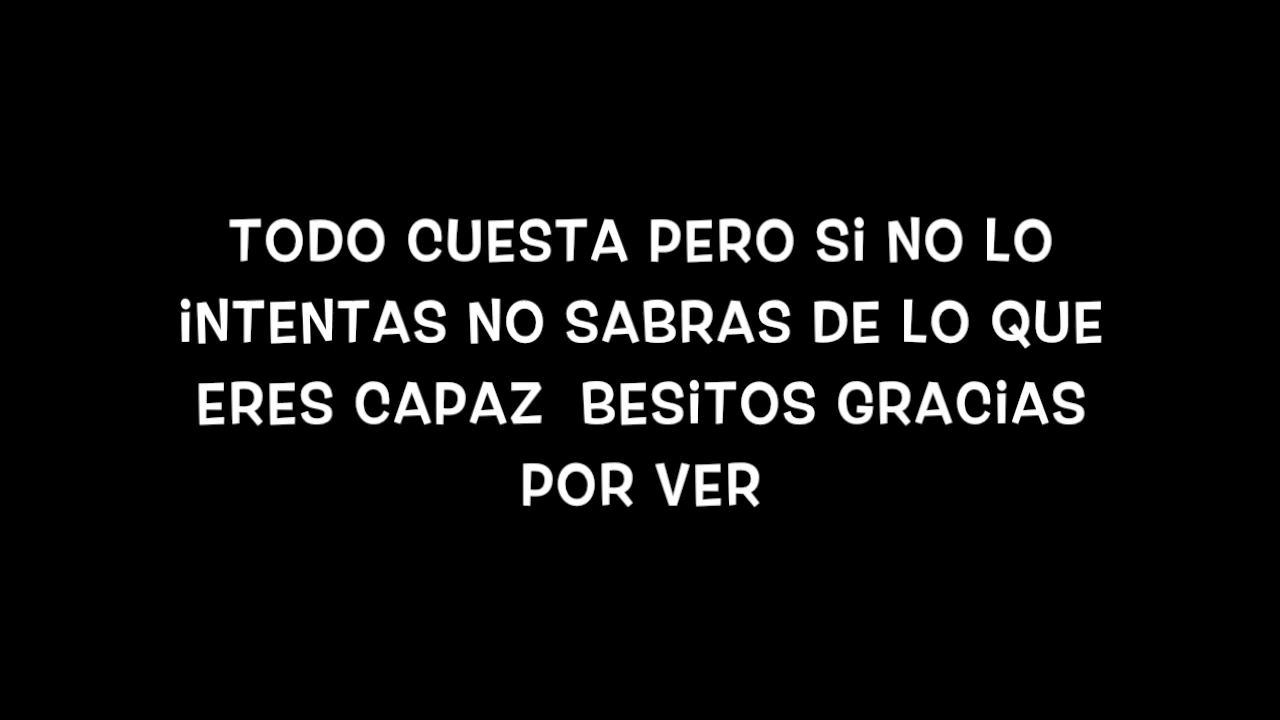 TODO CUESTA PERO Si NO LO
iNTENTAS NO SABRAS DE LO QUE
ERES CAPAZ  BESiTOS GRACiAS
POR VER